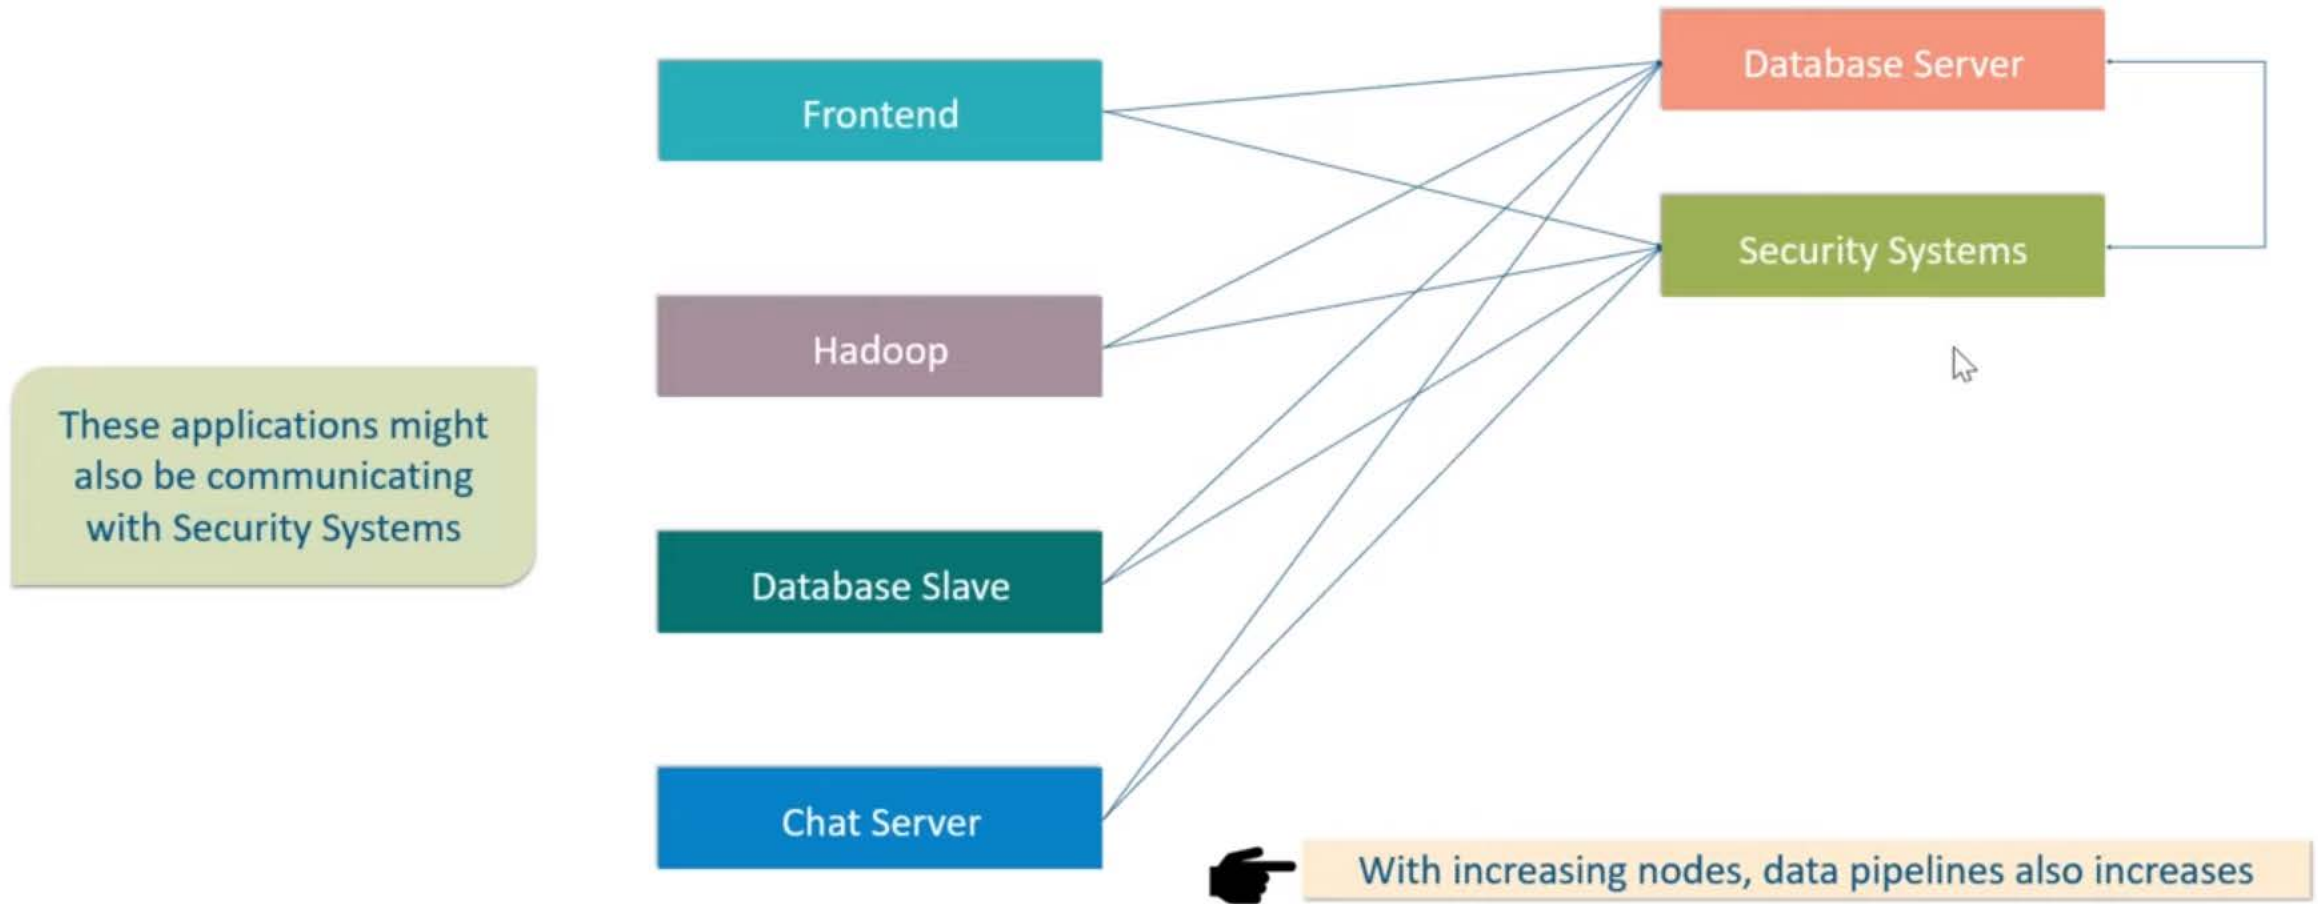 Frontend
Hadoop
Database Slave
Chat Server
Database Server
Security Systems
These applications might
also be communicating
with Security Systems
With increasing nodes, data pipelines also increases